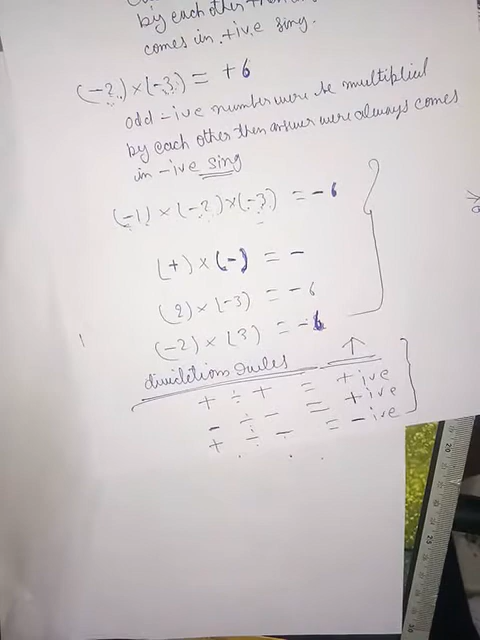 by each other then
comes in +ive sing.
(-2) × (-3) = +6
odd -ive number were be multiplied
by each other then answer were always comes
in -ive sing
(-1) × (-2) × (-3) = -6
(+) × (-) = -
(2) × (-3) = -6
(-2) × (3) = -6
rules
+ ÷ + = +ive
- ÷ - = +ive
+ ÷ - = -ive